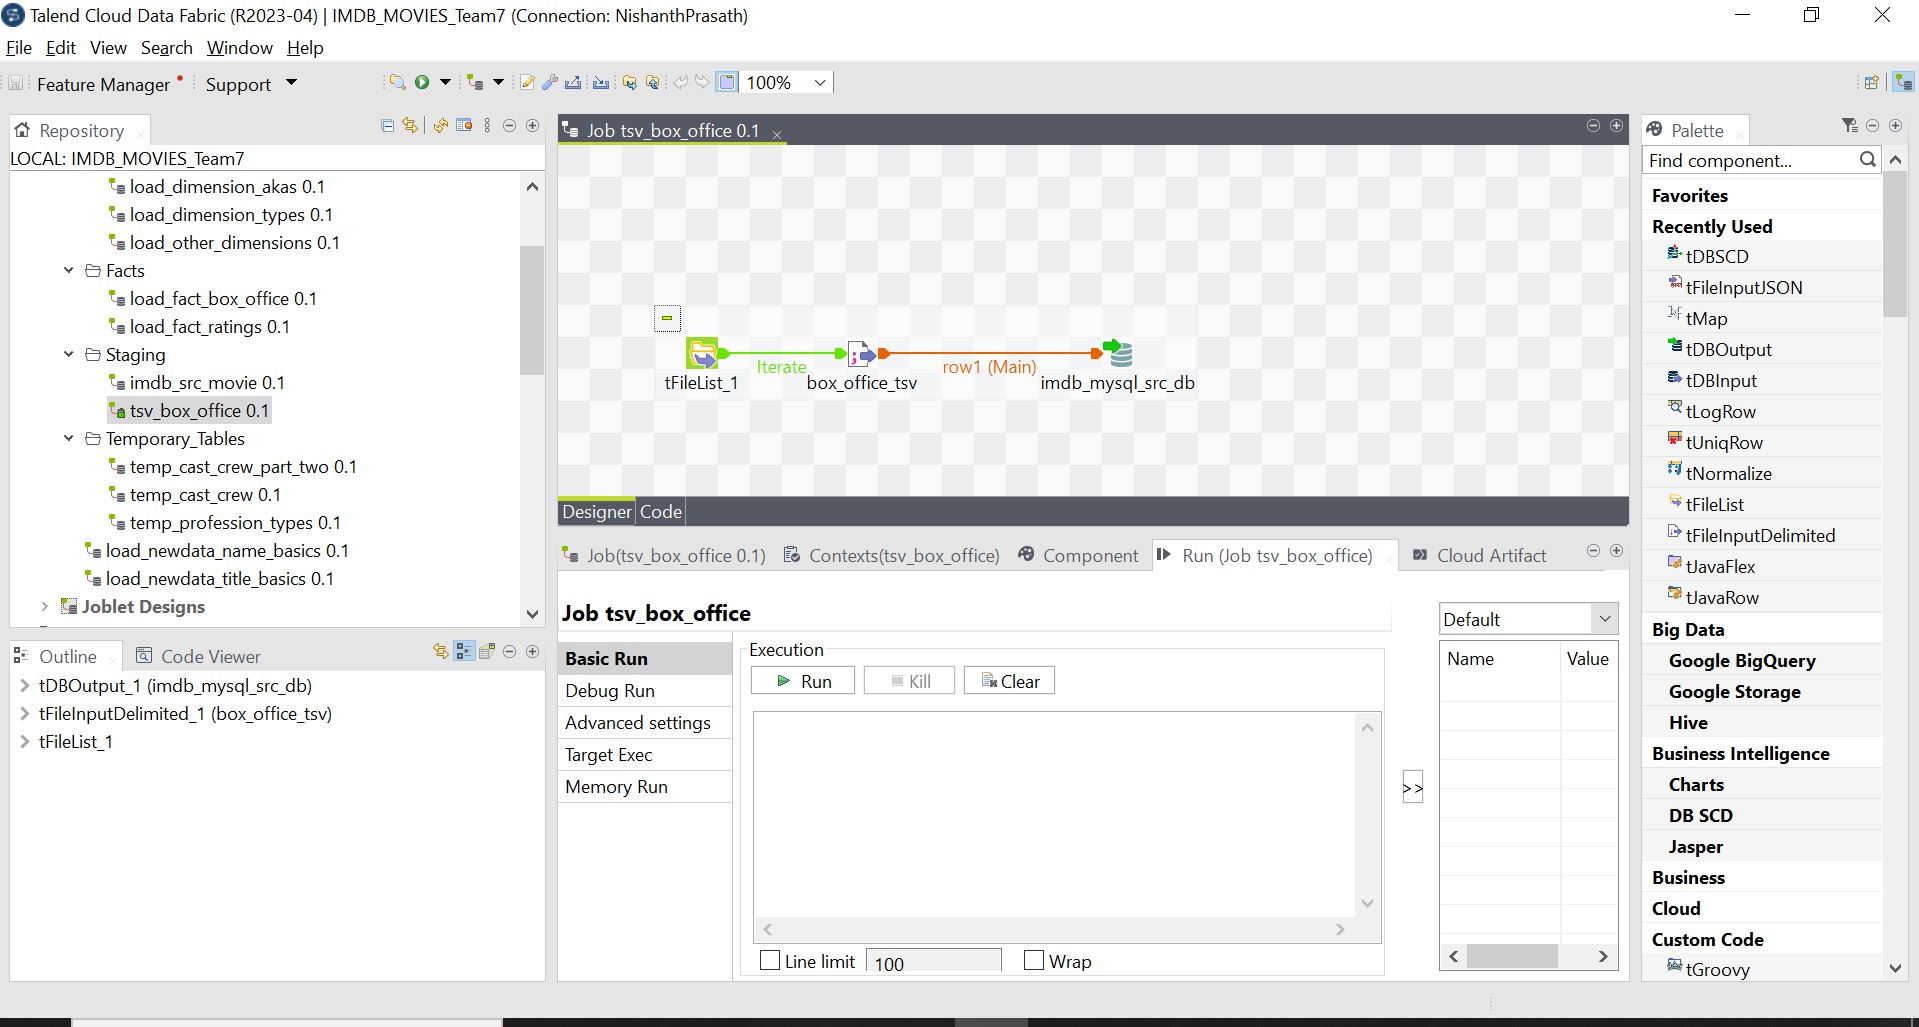 Talend Cloud Data Fabric (R2023-04) | IMDB_MOVIES_Team7 (Connection: NishanthPrasath)
File Edit View Search Window Help
Feature Manager Support 100%
Repository
LOCAL: IMDB_MOVIES_Team7
load_dimension_akas 0.1
load_dimension_types 0.1
load_other_dimensions 0.1
Facts
load_fact_box_office 0.1
load_fact_ratings 0.1
Staging
imdb_src_movie 0.1
tsv_box_office 0.1
Temporary_Tables
temp_cast_crew_part_two 0.1
temp_cast_crew 0.1
temp_profession_types 0.1
load_newdata_name_basics 0.1
load_newdata_title_basics 0.1
Joblet Designs
Outline Code Viewer
tDBOutput_1 (imdb_mysql_src_db)
tFileInputDelimited_1 (box_office_tsv)
tFileList_1
Job tsv_box_office 0.1
Iterate row1 (Main)
tFileList_1 box_office_tsv imdb_mysql_src_db
Designer Code
Job(tsv_box_office 0.1) Contexts(tsv_box_office) Component Run (Job tsv_box_office) Cloud Artifact
Job tsv_box_office
Basic Run
Debug Run
Advanced settings
Target Exec
Memory Run
Execution
Run Kill Clear
Line limit 100 Wrap
>>
Default
Name Value
Palette
Find component...
Favorites
Recently Used
tDBSCD
tFileInputJSON
tMap
tDBOutput
tDBInput
tLogRow
tUniqRow
tNormalize
tFileList
tFileInputDelimited
tJavaFlex
tJavaRow
Big Data
Google BigQuery
Google Storage
Hive
Business Intelligence
Charts
DB SCD
Jasper
Business
Cloud
Custom Code
tGroovy